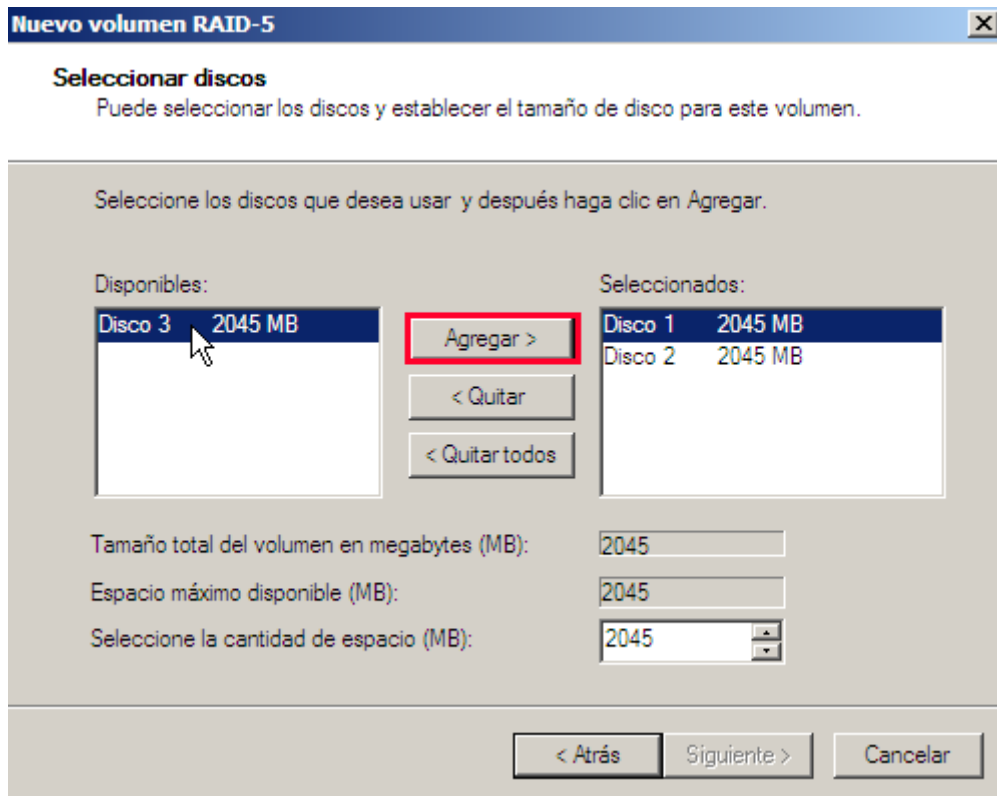 Nuevo volumen RAID-5
Seleccionar discos
Puede seleccionar los discos y establecer el tamaño de disco para este volumen.
Seleccione los discos que desea usar y después haga clic en Agregar.
Disponibles:
Disco 3 2045 MB
Agregar >
< Quitar
< Quitar todos
Seleccionados:
Disco 1 2045 MB
Disco 2 2045 MB
Tamaño total del volumen en megabytes (MB): 2045
Espacio máximo disponible (MB): 2045
Seleccione la cantidad de espacio (MB): 2045
< Atrás Siguiente > Cancelar